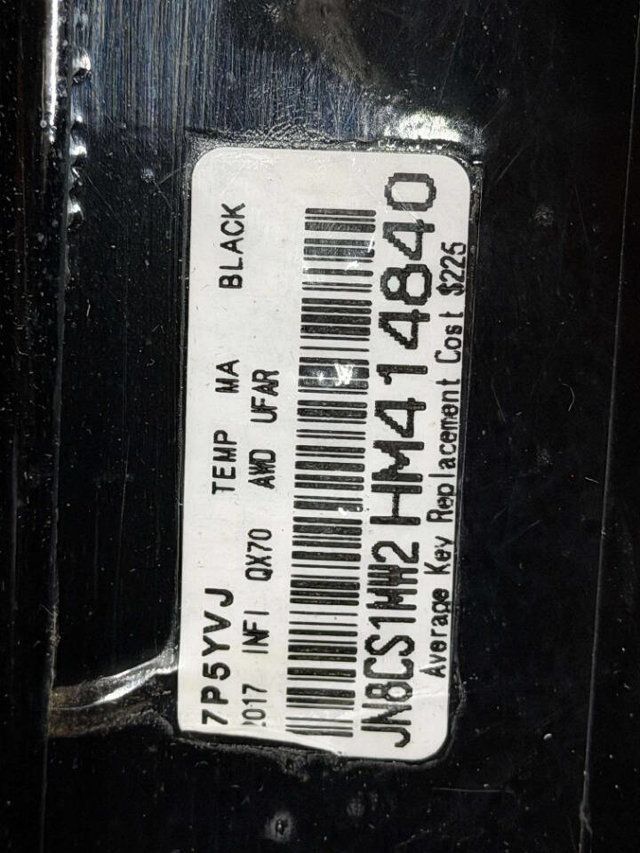 7P5YVJ TEMP MA BLACK
2017 INFI QX70 AWD UFAR
JN8CS1MW2HM414840
Average Key Replacement Cost $225